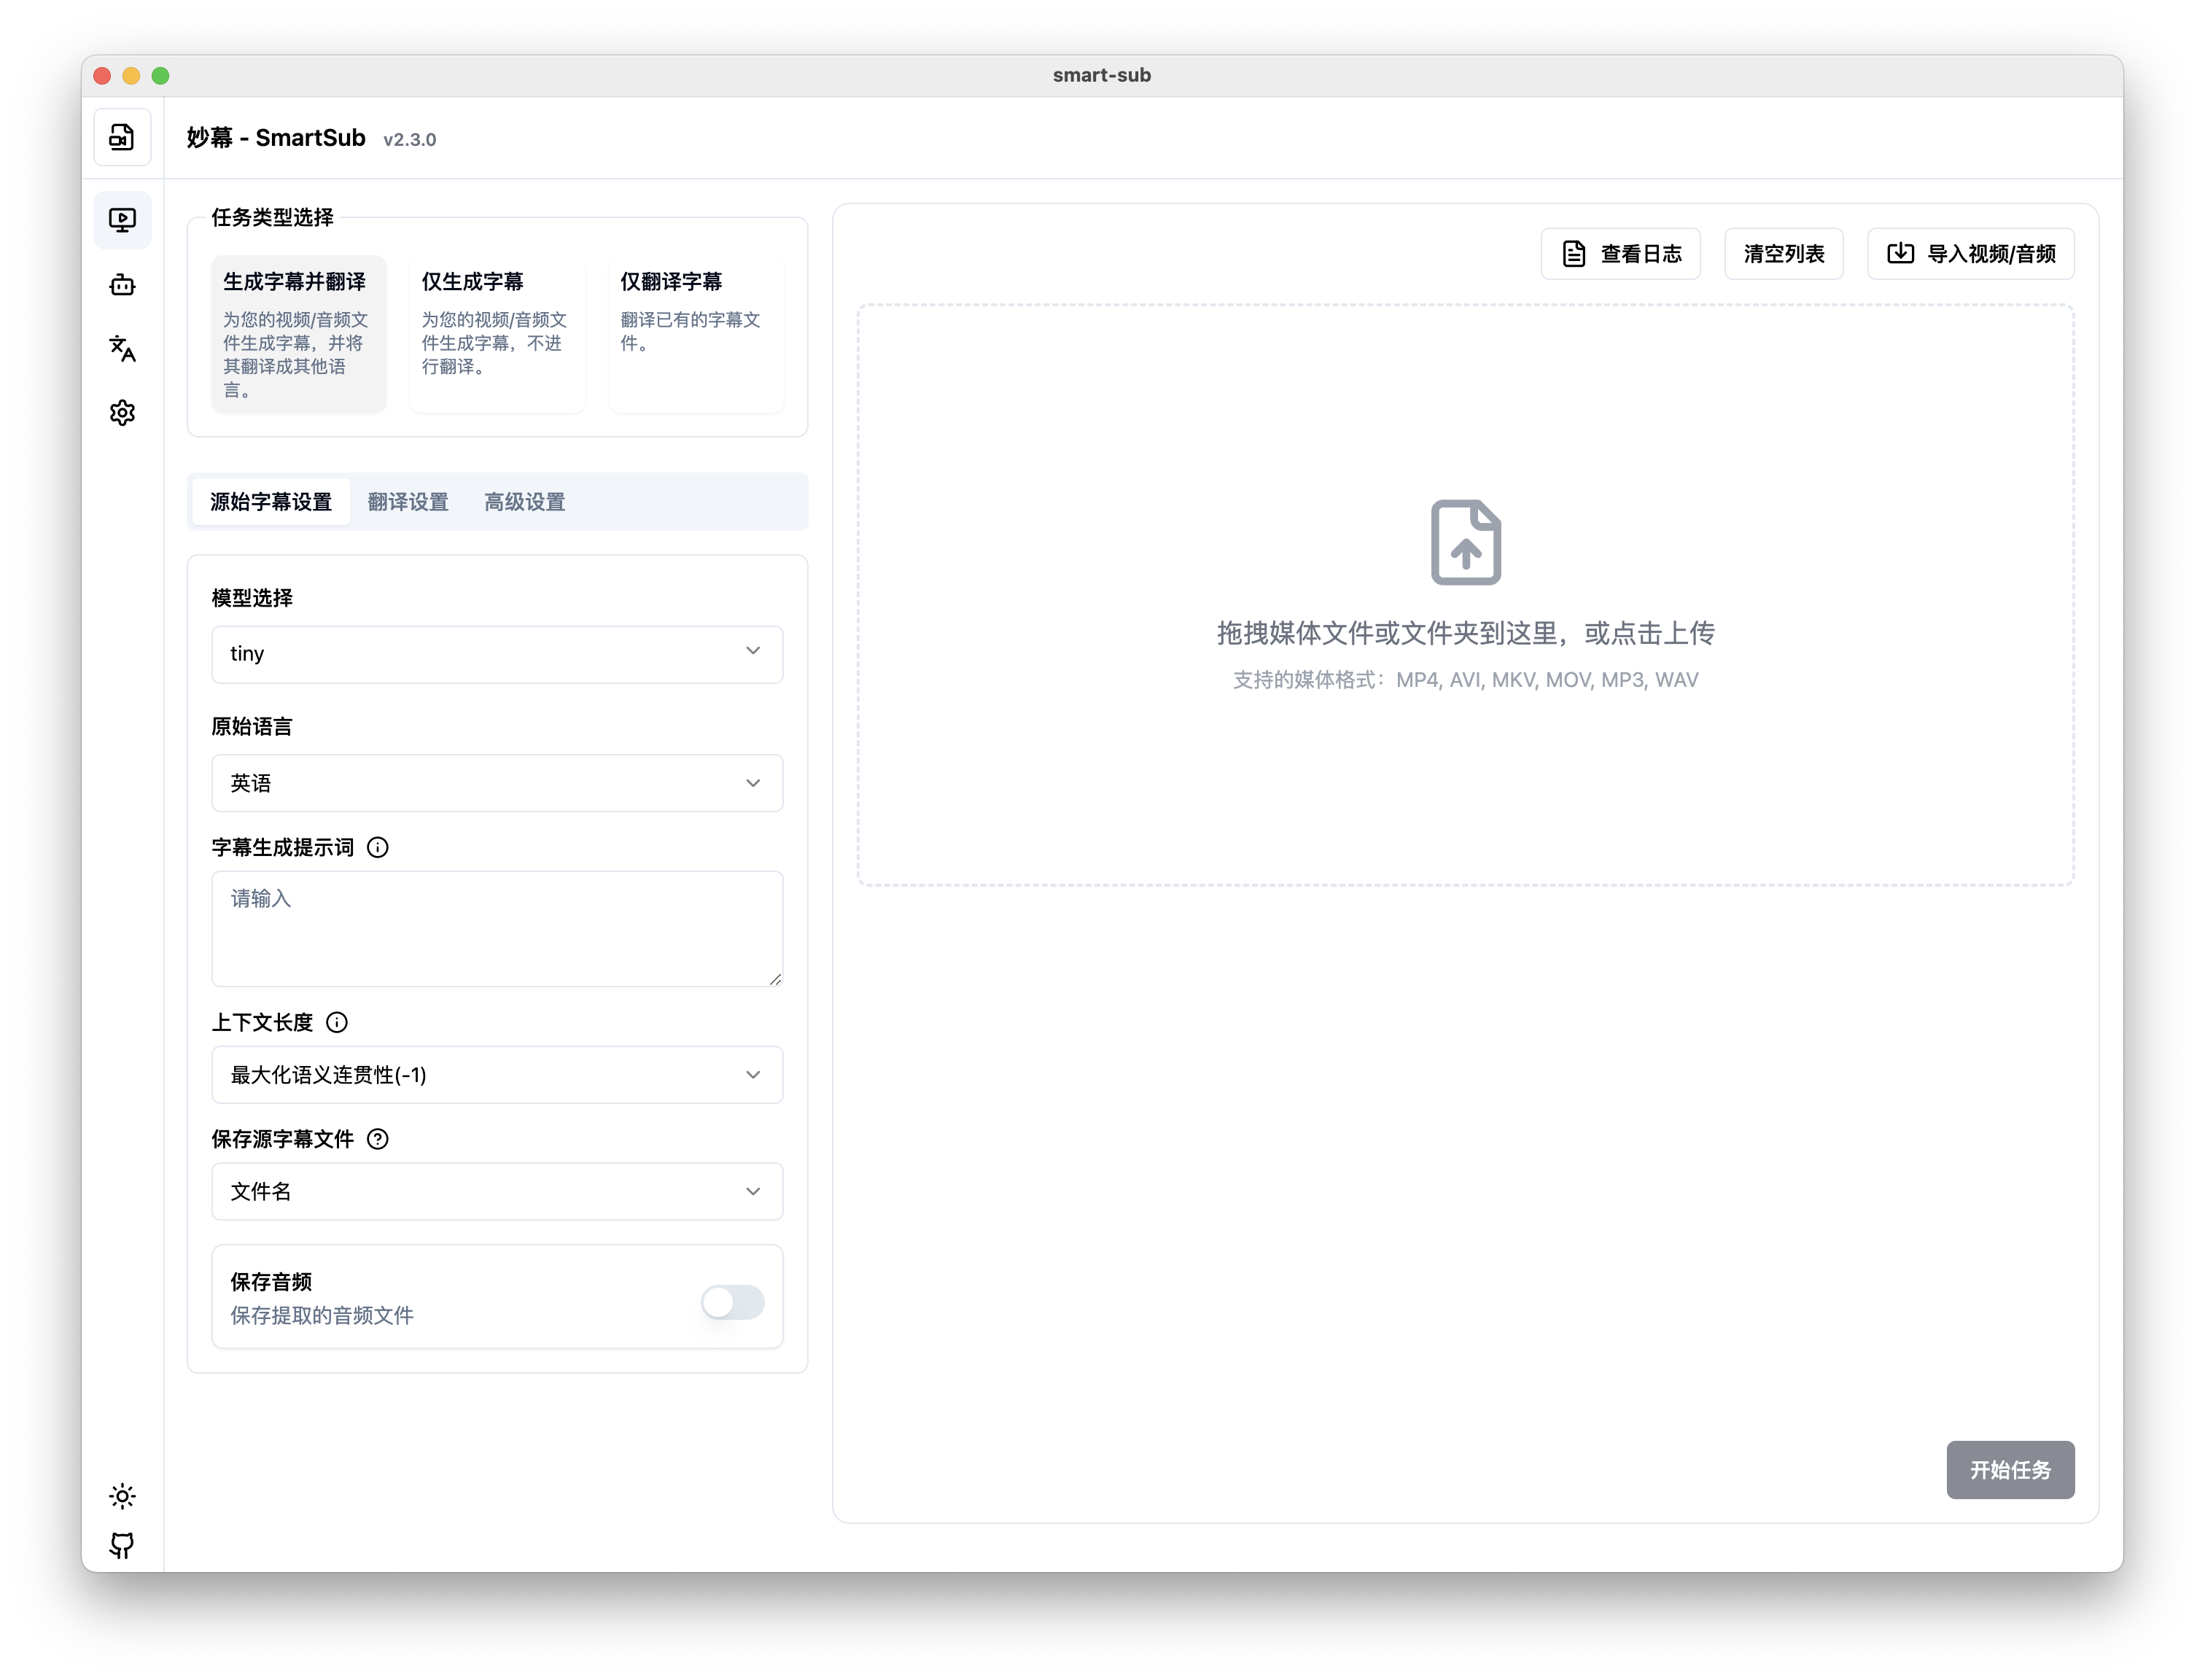 smart-sub
妙幕 - SmartSub v2.3.0
任务类型选择
生成字幕并翻译
为您的视频/音频文
件生成字幕，并将
其翻译成其他语
言。
仅生成字幕
为您的视频/音频文
件生成字幕，不进
行翻译。
仅翻译字幕
翻译已有的字幕文
件。
源始字幕设置 翻译设置 高级设置
模型选择
tiny
原始语言
英语
字幕生成提示词
请输入
上下文长度
最大化语义连贯性(-1)
保存源字幕文件
文件名
保存音频
保存提取的音频文件
查看日志 清空列表 导入视频/音频
拖拽媒体文件或文件夹到这里，或点击上传
支持的媒体格式：MP4, AVI, MKV, MOV, MP3, WAV
开始任务